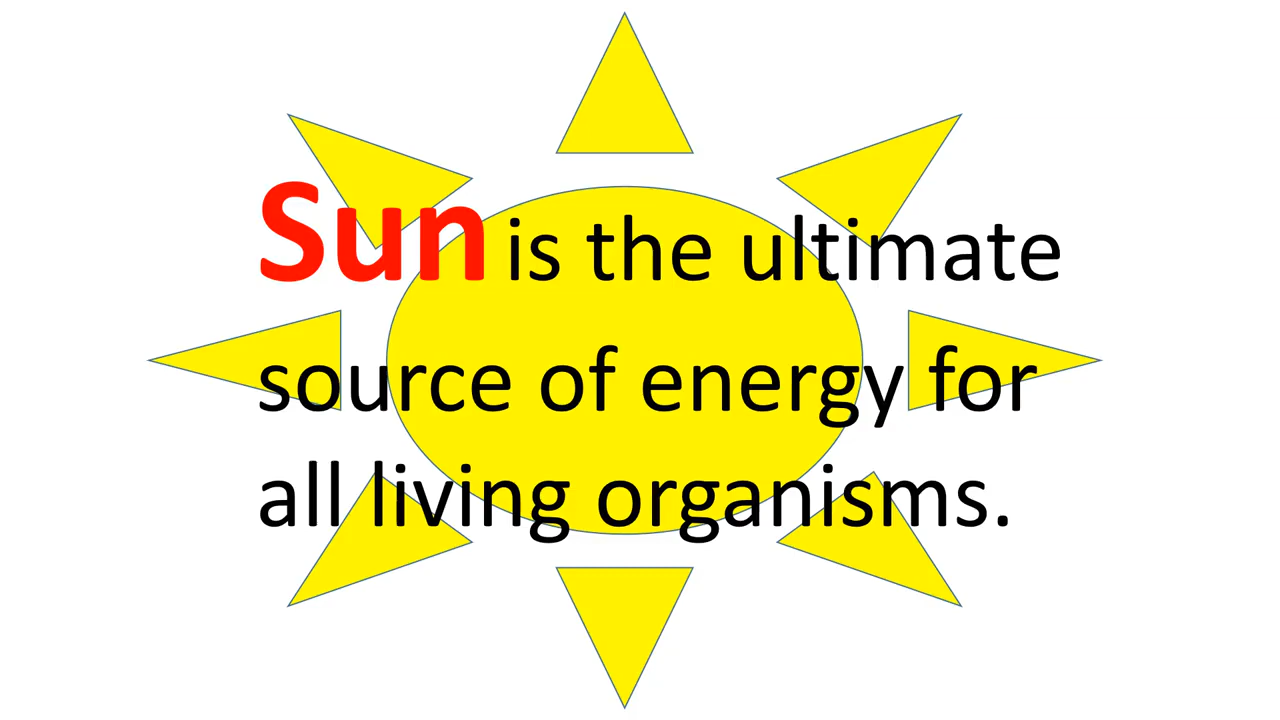 Sun is the ultimate
source of energy for
all living organisms.